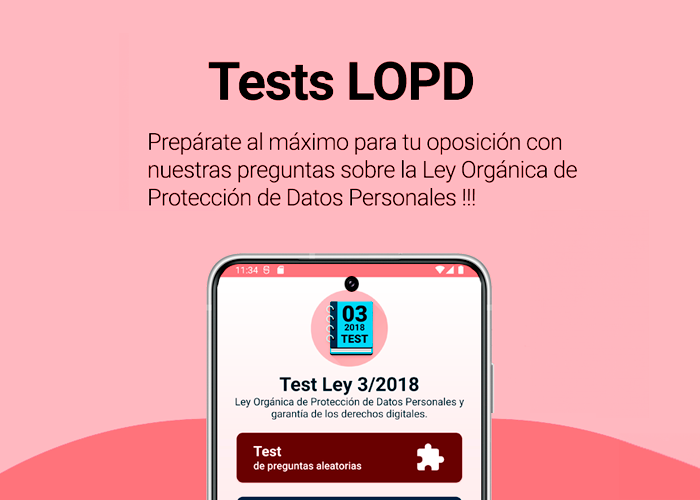 Tests LOPD
Prepárate al máximo para tu oposición con
nuestras preguntas sobre la Ley Orgánica de
Protección de Datos Personales !!!
11:34
03
2018
TEST
Test Ley 3/2018
Ley Orgánica de Protección de Datos Personales y
garantía de los derechos digitales.
Test
de preguntas aleatorias